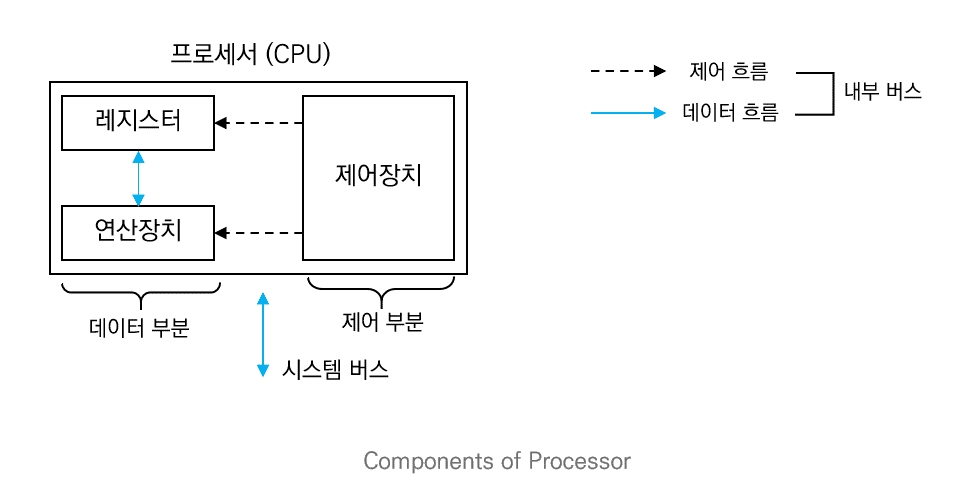 프로세서 (CPU)
레지스터
연산장치
제어장치
데이터 부분
제어 부분
시스템 버스
제어 흐름
데이터 흐름
내부 버스
Components of Processor